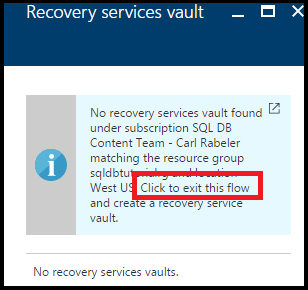 Recovery services vault
No recovery services vault found
under subscription SQL DB
Content Team - Carl Rabeler
matching the resource group
sqldbtutorial-rg and location
West US. Click to exit this flow
and create a recovery service
vault.
No recovery services vaults.